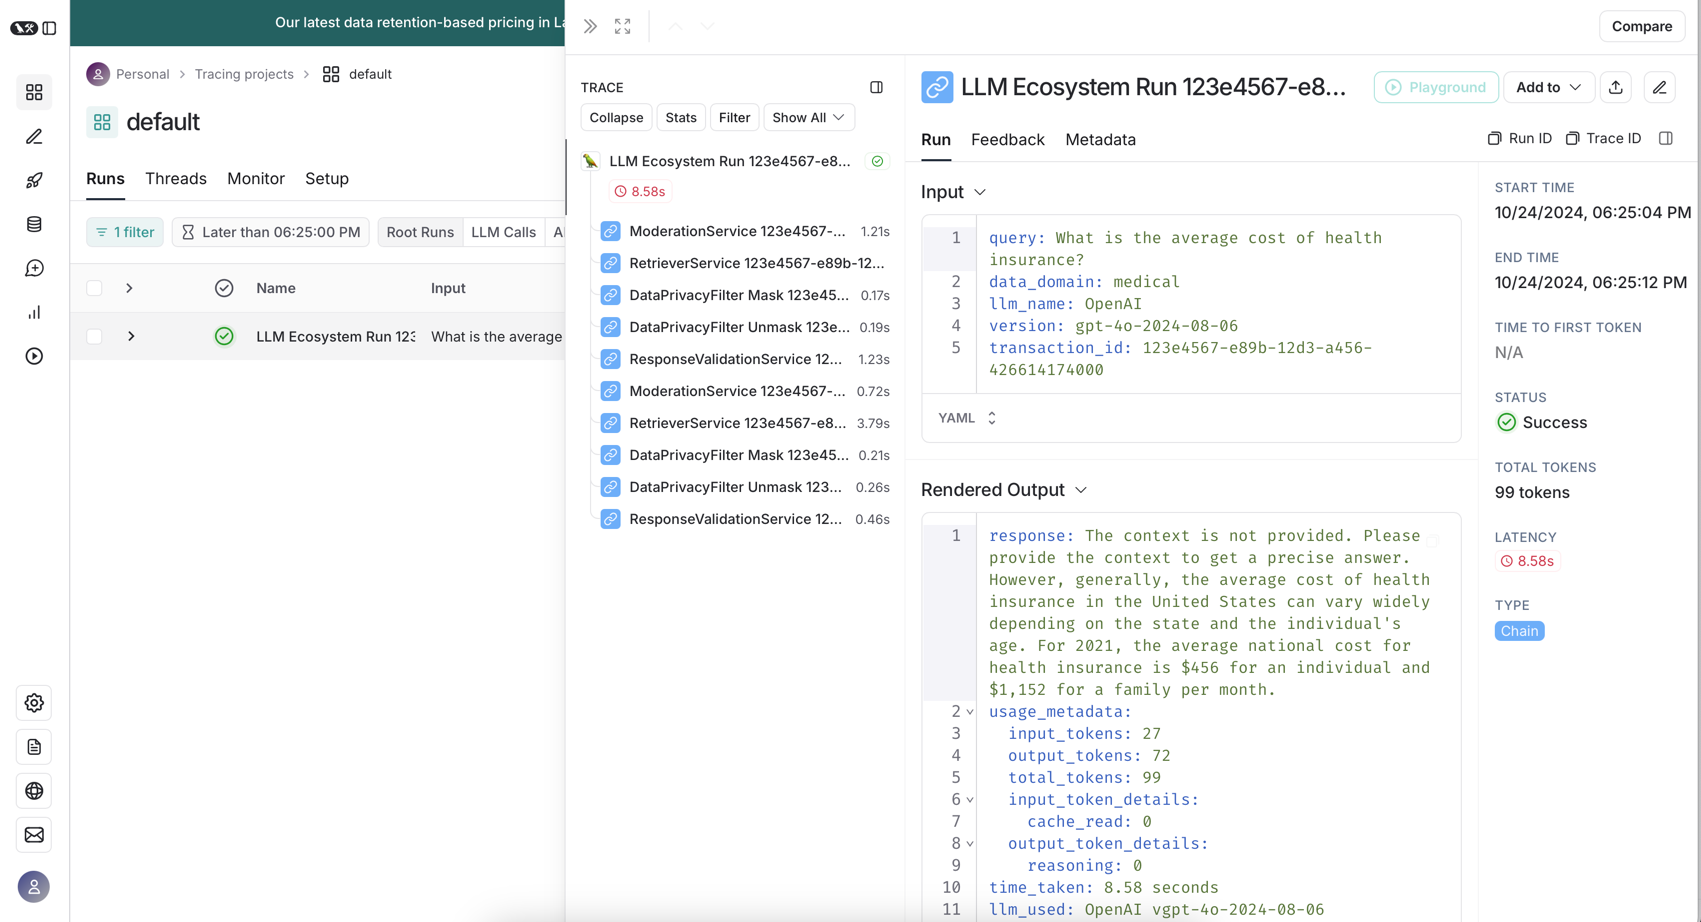 Our latest data retention-based pricing in La
Personal
Tracing projects
default
default
Runs
Threads
Monitor
Setup
1 filter
Later than 06:25:00 PM
Root Runs
LLM Calls
Name
Input
LLM Ecosystem Run 123
What is the average
Compare
TRACE
Collapse
Stats
Filter
Show All
LLM Ecosystem Run 123e4567-e8...
8.58s
ModerationService 123e4567-... 1.21s
RetrieverService 123e4567-e89b-12...
DataPrivacyFilter Mask 123e45... 0.17s
DataPrivacyFilter Unmask 123e... 0.19s
ResponseValidationService 12... 1.23s
ModerationService 123e4567-... 0.72s
RetrieverService 123e4567-e8... 3.79s
DataPrivacyFilter Mask 123e45... 0.21s
DataPrivacyFilter Unmask 123... 0.26s
ResponseValidationService 12... 0.46s
LLM Ecosystem Run 123e4567-e8...
Playground
Add to
Run
Feedback
Metadata
Run ID
Trace ID
Input
1 query: What is the average cost of health
insurance?
2 data_domain: medical
3 llm_name: OpenAI
4 version: gpt-4o-2024-08-06
5 transaction_id: 123e4567-e89b-12d3-a456-
426614174000
YAML
Rendered Output
1 response: The context is not provided. Please
provide the context to get a precise answer.
However, generally, the average cost of health
insurance in the United States can vary widely
depending on the state and the individual's
age. For 2021, the average national cost for
health insurance is $456 for an individual and
$1,152 for a family per month.
2 usage_metadata:
3 input_tokens: 27
4 output_tokens: 72
5 total_tokens: 99
6 input_token_details:
7 cache_read: 0
8 output_token_details:
9 reasoning: 0
10 time_taken: 8.58 seconds
11 llm_used: OpenAI vgpt-4o-2024-08-06
START TIME
10/24/2024, 06:25:04 PM
END TIME
10/24/2024, 06:25:12 PM
TIME TO FIRST TOKEN
N/A
STATUS
Success
TOTAL TOKENS
99 tokens
LATENCY
8.58s
TYPE
Chain